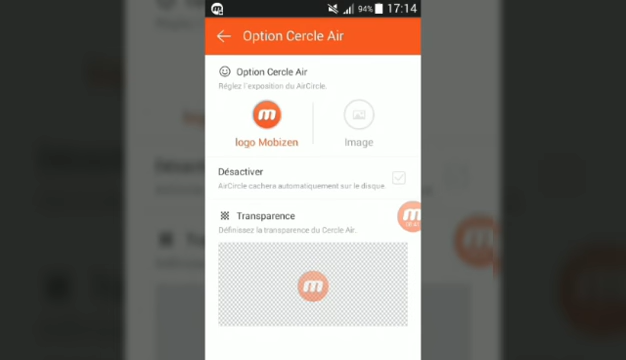 94% 17:14
Option Cercle Air
Option Cercle Air
Réglez l'exposition du AirCircle.
logo Mobizen
Image
Désactiver
AirCircle cachera automatiquement sur le disque.
Transparence
Définissez la transparence du Cercle Air.